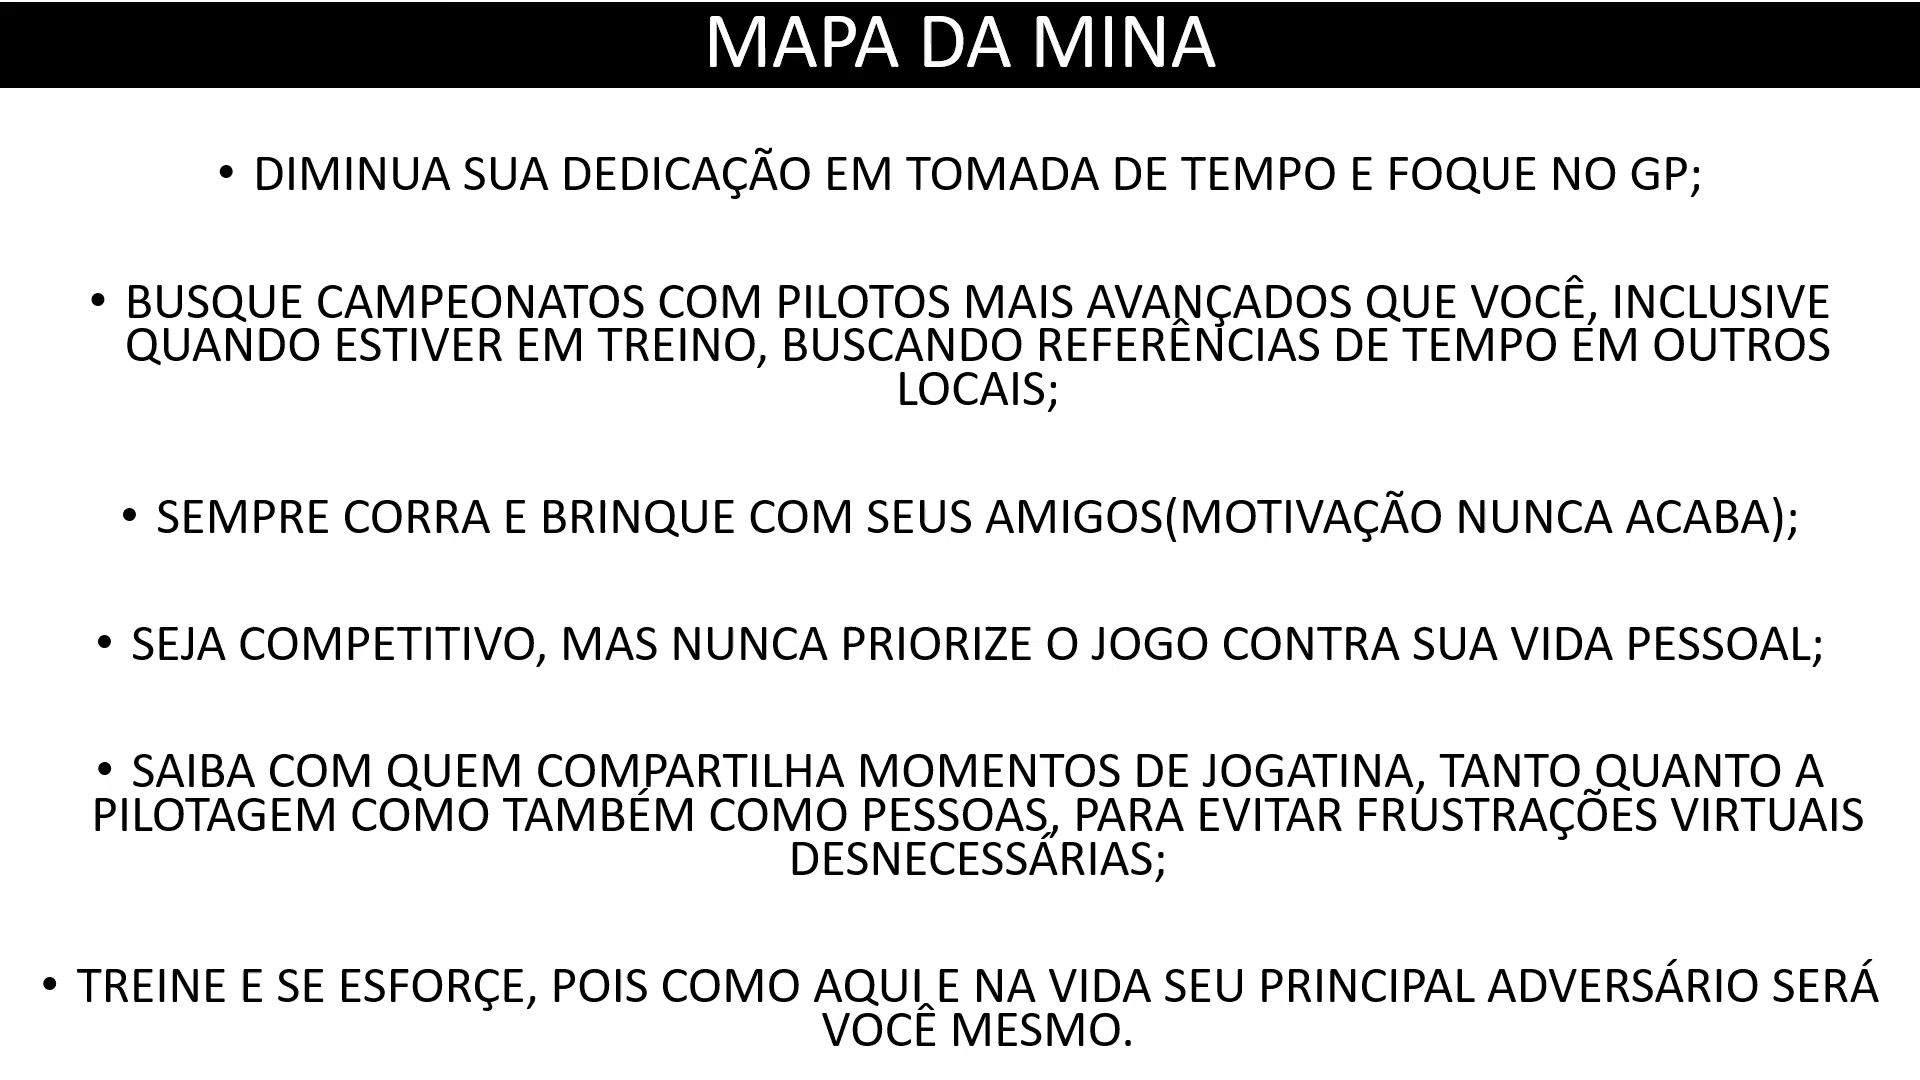 MAPA DA MINA
• DIMINUA SUA DEDICAÇÃO EM TOMADA DE TEMPO E FOQUE NO GP;
• BUSQUE CAMPEONATOS COM PILOTOS MAIS AVANÇADOS QUE VOCÊ, INCLUSIVE
QUANDO ESTIVER EM TREINO, BUSCANDO REFERÊNCIAS DE TEMPO EM OUTROS
LOCAIS;
• SEMPRE CORRA E BRINQUE COM SEUS AMIGOS(MOTIVAÇÃO NUNCA ACABA);
• SEJA COMPETITIVO, MAS NUNCA PRIORIZE O JOGO CONTRA SUA VIDA PESSOAL;
• SAIBA COM QUEM COMPARTILHA MOMENTOS DE JOGATINA, TANTO QUANTO A
PILOTAGEM COMO TAMBÉM COMO PESSOAS, PARA EVITAR FRUSTRAÇÕES VIRTUAIS
DESNECESSÁRIAS;
• TREINE E SE ESFORÇE, POIS COMO AQUI E NA VIDA SEU PRINCIPAL ADVERSÁRIO SERÁ
VOCÊ MESMO.